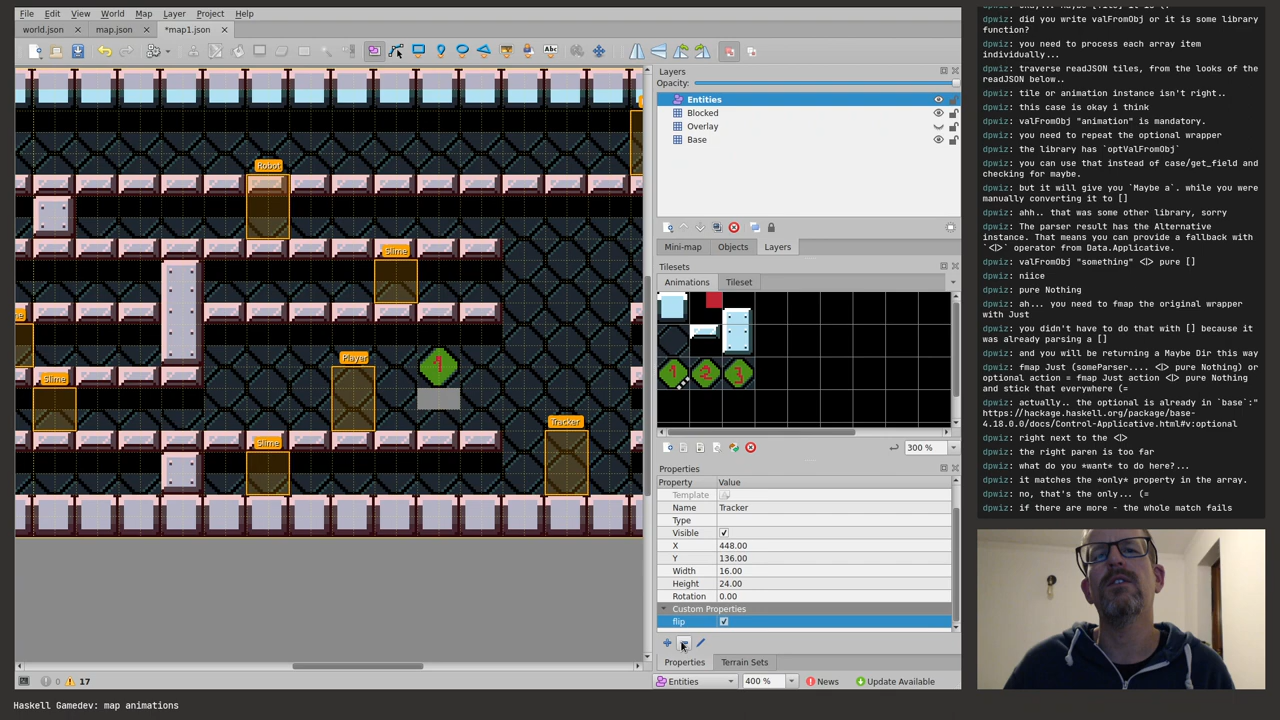 File Edit View World Map Layer Project Help
world.json map.json *map1.json
Abc
Robot
Slime
Player
Slime
Slime
Tracker
1
Layers
Opacity:
Entities
Blocked
Overlay
Base
Mini-map Objects Layers
Tilesets
Animations Tileset
1 2 3
300 %
Properties
Property Value
Template
Name Tracker
Type
Visible
X 448.00
Y 136.00
Width 16.00
Height 24.00
Rotation 0.00
Custom Properties
flip
Properties Terrain Sets
0 17
Entities 400 % News Update Available
Haskell Gamedev: map animations
dpwiz: did you write valFromObj or it is some library
function?
dpwiz: you need to process each array item
individually...
dpwiz: traverse readJSON tiles, from the looks of the
readJSON below..
dpwiz: tile or animation instance isn't right..
dpwiz: this case is okay i think
dpwiz: valFromObj "animation" is mandatory.
dpwiz: you need to repeat the optional wrapper
dpwiz: the library has `optValFromObj`
dpwiz: you can use that instead of case/get_field and
checking for maybe.
dpwiz: but it will give you `Maybe a`. while you were
manually converting it to []
dpwiz: ahh.. that was some other library, sorry
dpwiz: The parser result has the Alternative
instance. That means you can provide a fallback with
`<|>` operator from Data.Applicative.
dpwiz: valFromObj "something" <|> pure []
dpwiz: niice
dpwiz: pure Nothing
dpwiz: ah... you need to fmap the original wrapper
with Just
dpwiz: you didn't have to do that with [] because it
was already parsing a []
dpwiz: and you will be returning a Maybe Dir this way
dpwiz: fmap Just (someParser.... <|> pure Nothing) or
optional action = fmap Just action <|> pure Nothing
and stick that everywhere (=
dpwiz: actually.. the optional is already in `base`:"
https://hackage.haskell.org/package/base-
4.18.0.0/docs/Control-Applicative.html#v:optional
dpwiz: right next to the <|>
dpwiz: the right paren is too far
dpwiz: what do you *want* to do here?...
dpwiz: it matches the *only* property in the array.
dpwiz: no, that's the only... (=
dpwiz: if there are more - the whole match fails